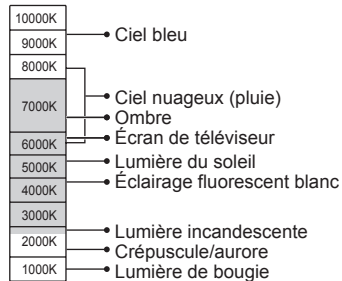 10000K
9000K
8000K
7000K
6000K
5000K
4000K
3000K
2000K
1000K
Ciel bleu
Ciel nuageux (pluie)
Ombre
Écran de téléviseur
Lumière du soleil
Éclairage fluorescent blanc
Lumière incandescente
Crépuscule/aurore
Lumière de bougie